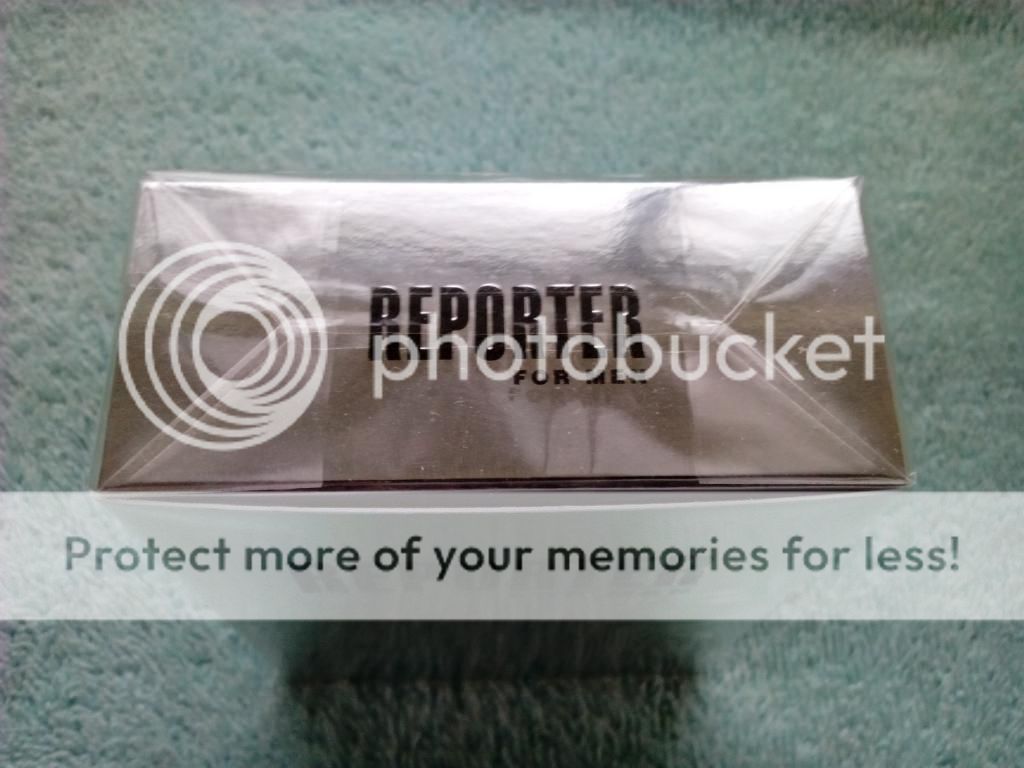 REPORTER
photobucket
FOR MEN
Protect more of your memories for less!